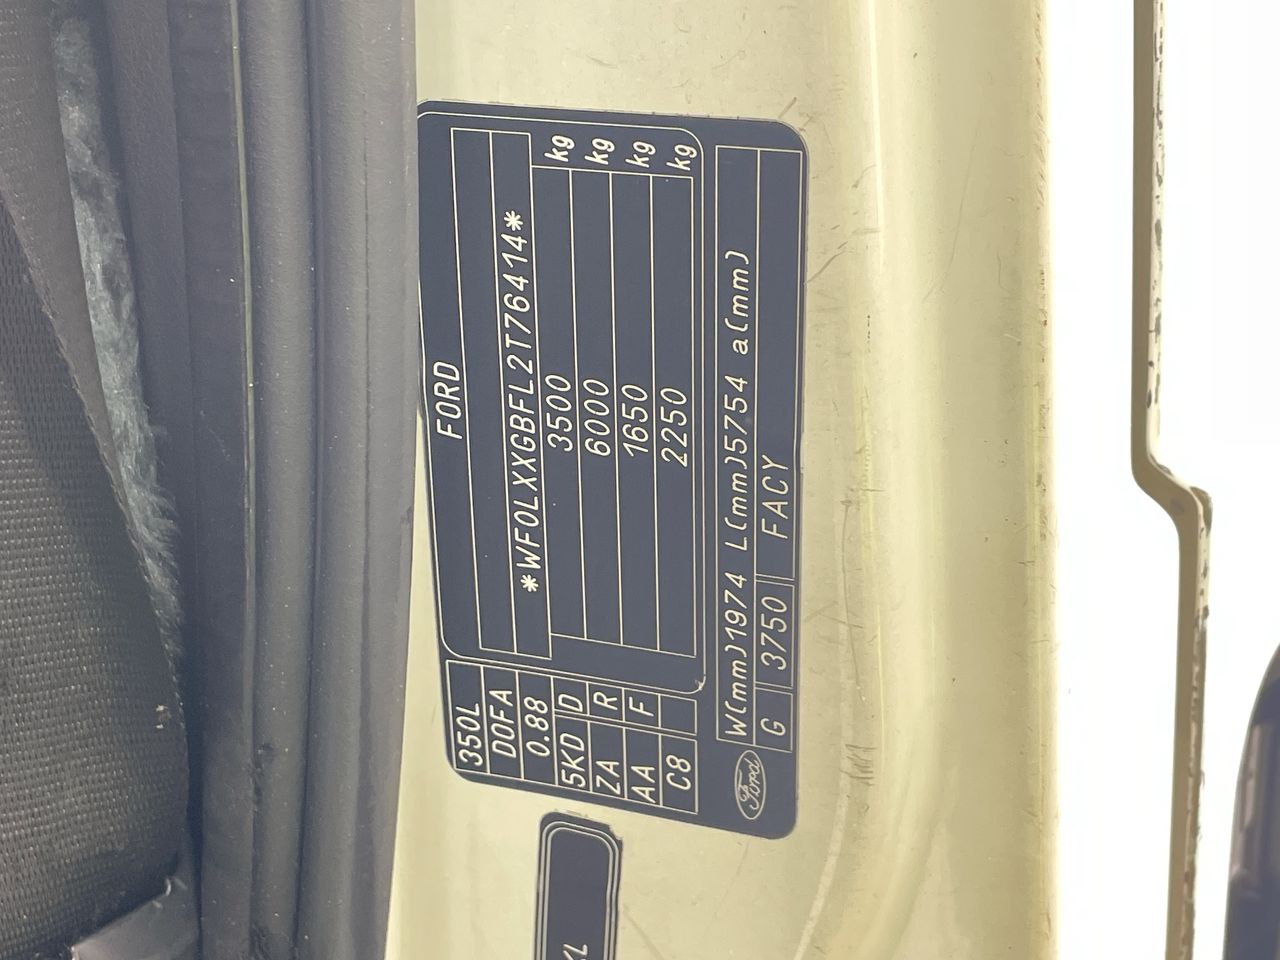 FORD
*WF0LXXGBFL2T76414*
3500 kg
6000 kg
1650 kg
2250 kg
350L
DOFA
0.88
5KD D
ZA R
AA F
C8
W(mm)1974 L(mm)5754 a(mm)
G 3750 FACY
Ford